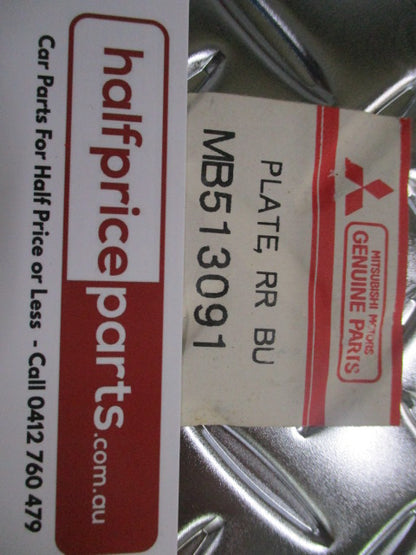 MITSUBISHI MOTORS
GENUINE PARTS
PLATE, RR BU
MB513091
halfpriceparts.com.au
Car Parts For Half Price or Less - Call 0412 760 479